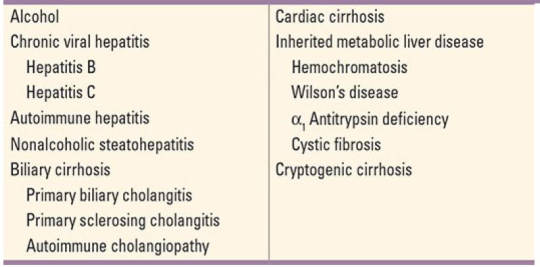 Alcohol
Chronic viral hepatitis
Hepatitis B
Hepatitis C
Autoimmune hepatitis
Nonalcoholic steatohepatitis
Biliary cirrhosis
Primary biliary cholangitis
Primary sclerosing cholangitis
Autoimmune cholangiopathy
Cardiac cirrhosis
Inherited metabolic liver disease
Hemochromatosis
Wilson's disease
α₁ Antitrypsin deficiency
Cystic fibrosis
Cryptogenic cirrhosis